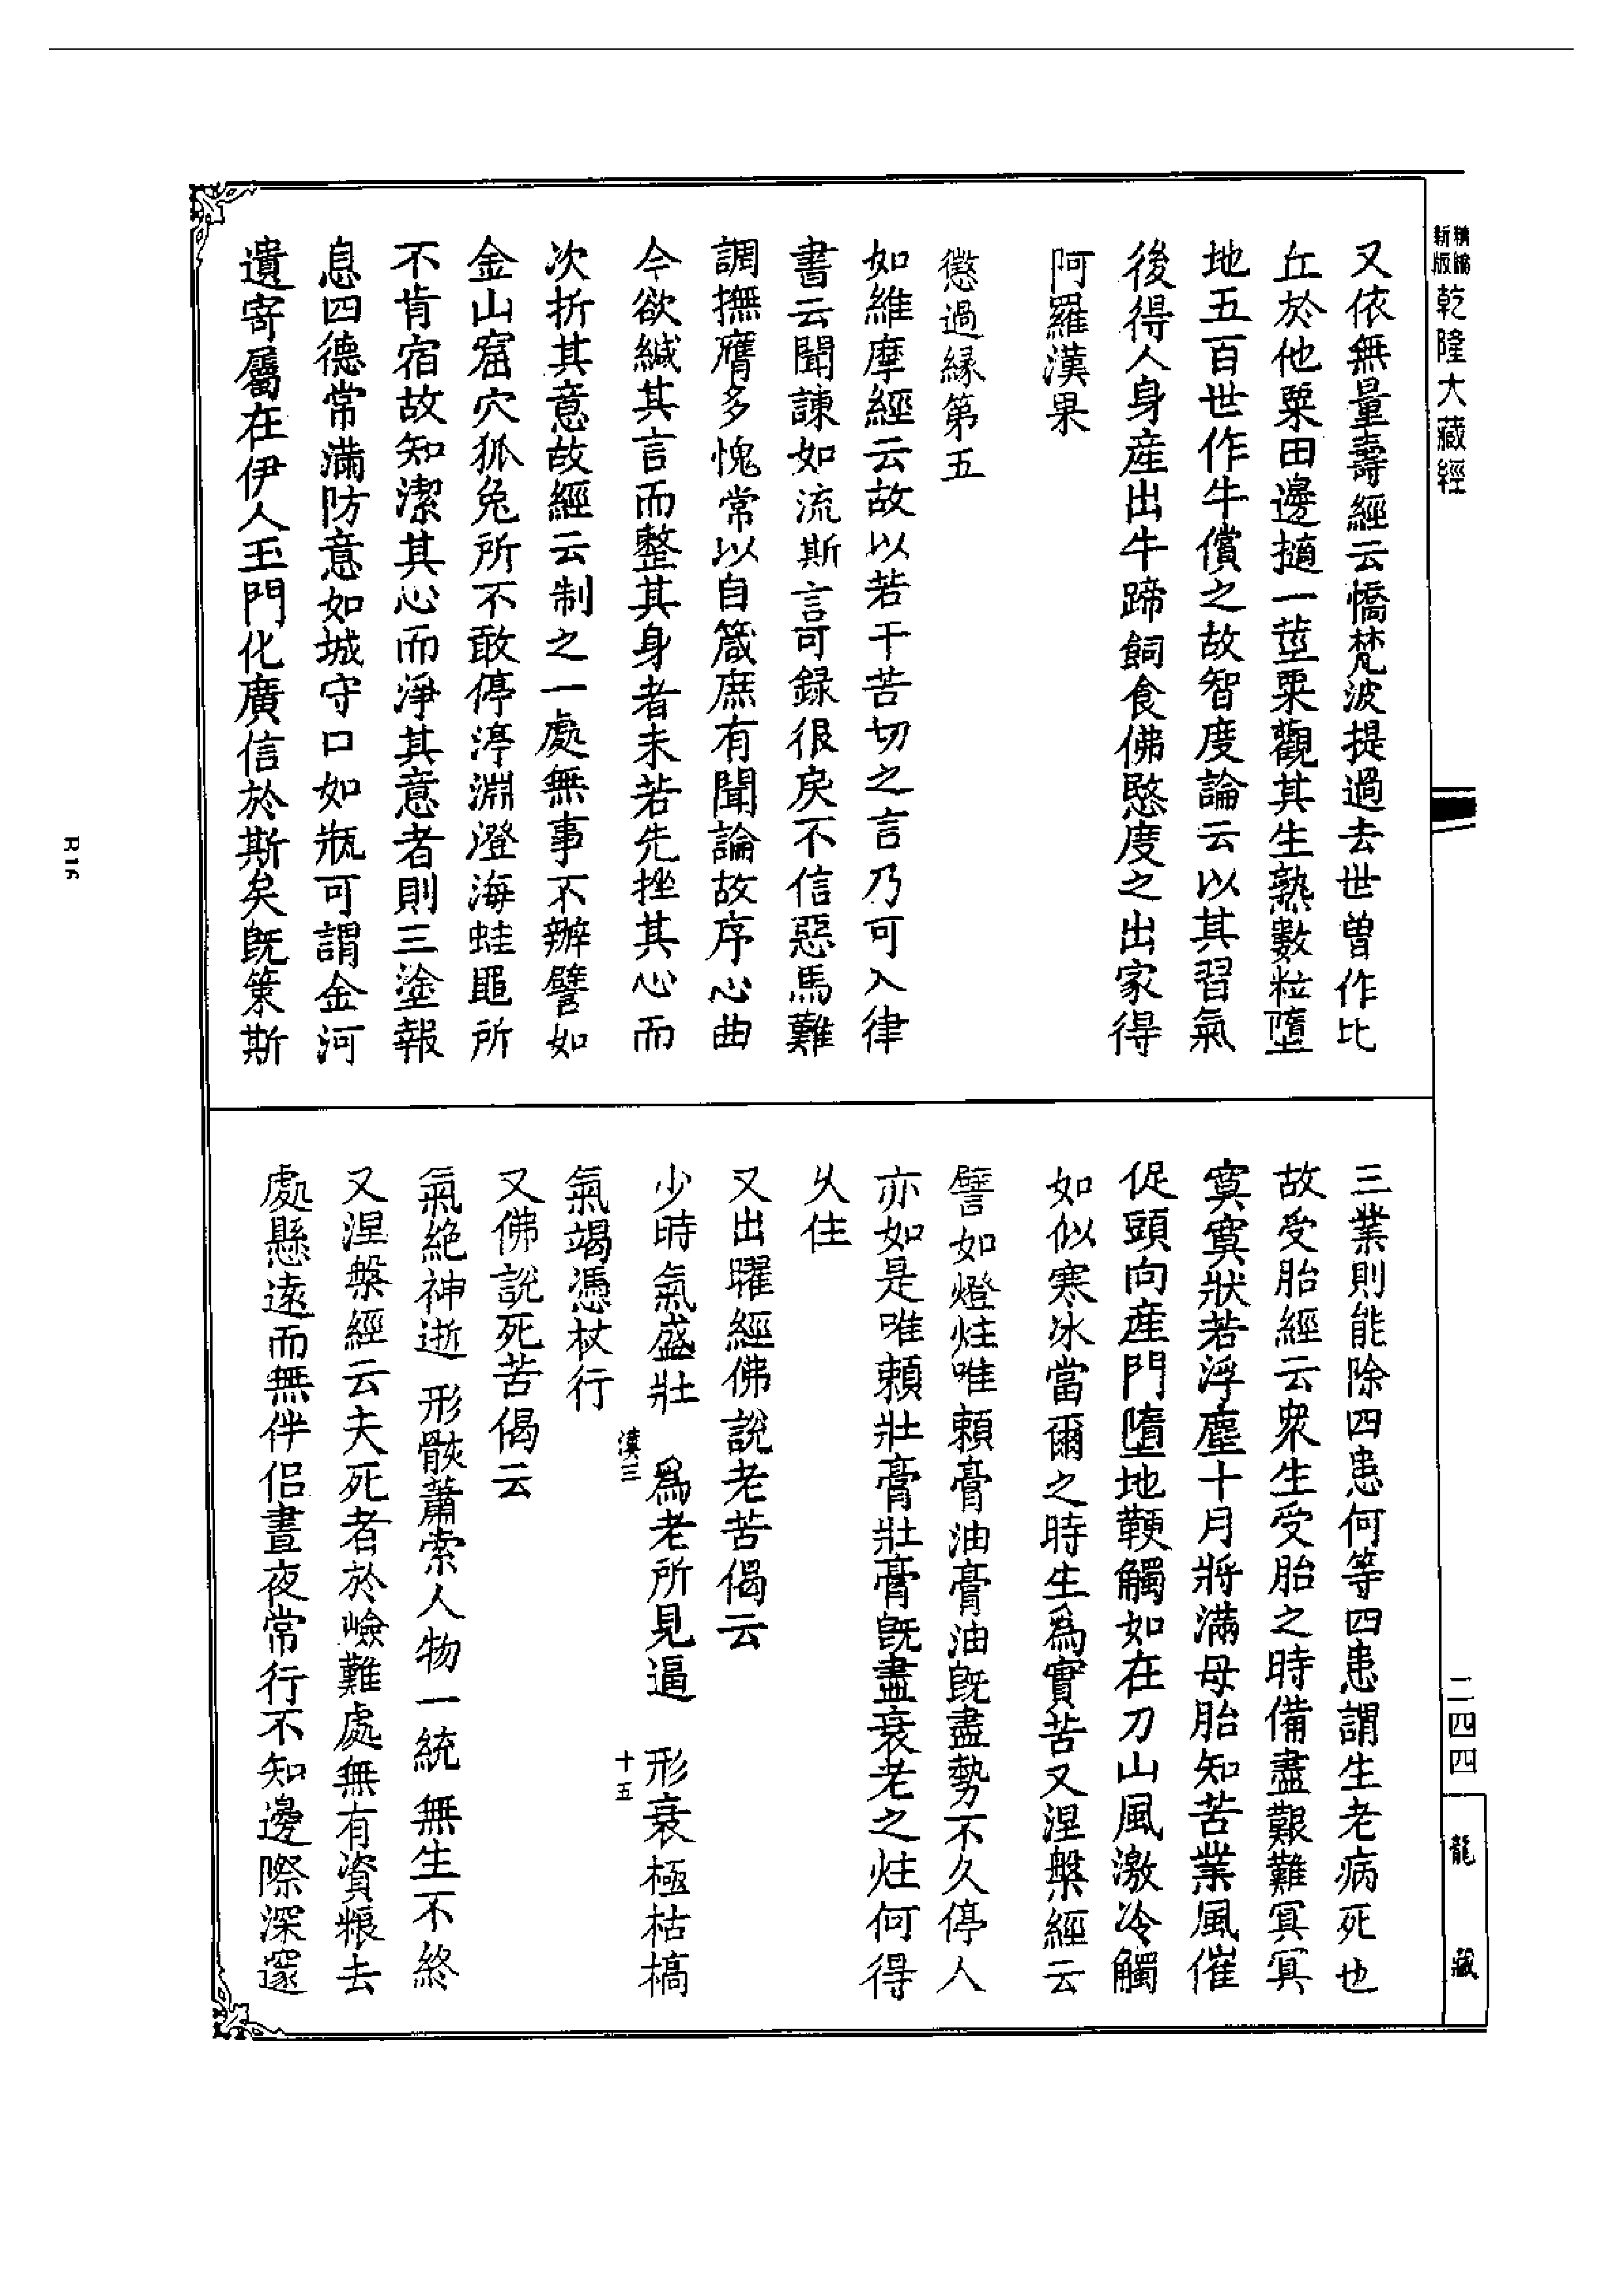 精編
新版
乾隆大藏經
又依無量壽經云憍梵波提過去世曾作比
丘於他粟田邊擿一莖粟觀其生熟數粒墮
地五百世作牛償之故智度論云以其習氣
後得人身產出牛蹄飼食佛愍度之出家得
阿羅漢果
懲過緣第五
如維摩經云故以若干苦切之言乃可入律
書云聞諫如流斯言可錄很戾不信惡馬難
調撫膺多愧常以自箴庶有聞論故序心曲
今欲緘其言而整其身者未若先挫其心而
次折其意故經云制之一處無事不辦譬如
金山窟穴狐兔所不敢停渟淵澄海蛙黽所
不肯宿故知潔其心而淨其意者則三塗報
息四德常滿防意如城守口如瓶可謂金河
遺寄屬在伊人玉門化廣信於斯矣既策斯
三業則能除四患何等四患謂生老病死也
故受胎經云衆生受胎之時備盡艱難冥冥
寞寞狀若浮塵十月將滿母胎知苦業風催
促頭向產門墮地鞕觸如在刀山風激冷觸
如似寒冰當爾之時生爲實苦又涅槃經云
譬如燈炷唯賴膏油膏油既盡勢不久停人
亦如是唯賴壯膏壯膏既盡衰老之炷何得
久住
又出曜經佛說老苦偈云
少時氣盛壯 爲老所見逼 形衰極枯槁
漢三 十五
氣竭憑杖行
又佛說死苦偈云
氣絕神逝 形骸蕭索人物一統 無生不終
又涅槃經云夫死者於嶮難處無有資糧去
處懸遠而無伴侶晝夜常行不知邊際深邃
二四四
龍藏